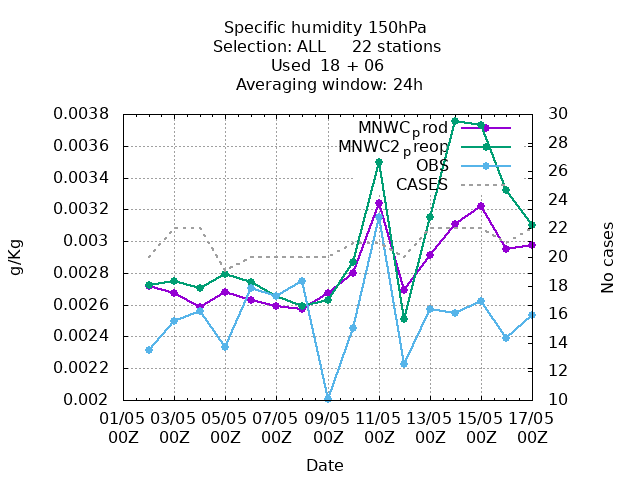 Specific humidity 150hPa
Selection: ALL 22 stations
Used 18 + 06
Averaging window: 24h
g/Kg
0.0038
0.0036
0.0034
0.0032
0.003
0.0028
0.0026
0.0024
0.0022
0.002
MNWCprod
MNWC2preop
OBS
CASES
30
28
26
24
22
20
18
16
14
12
10
No cases
01/05 03/05 05/05 07/05 09/05 11/05 13/05 15/05 17/05
00Z 00Z 00Z 00Z 00Z 00Z 00Z 00Z 00Z
Date